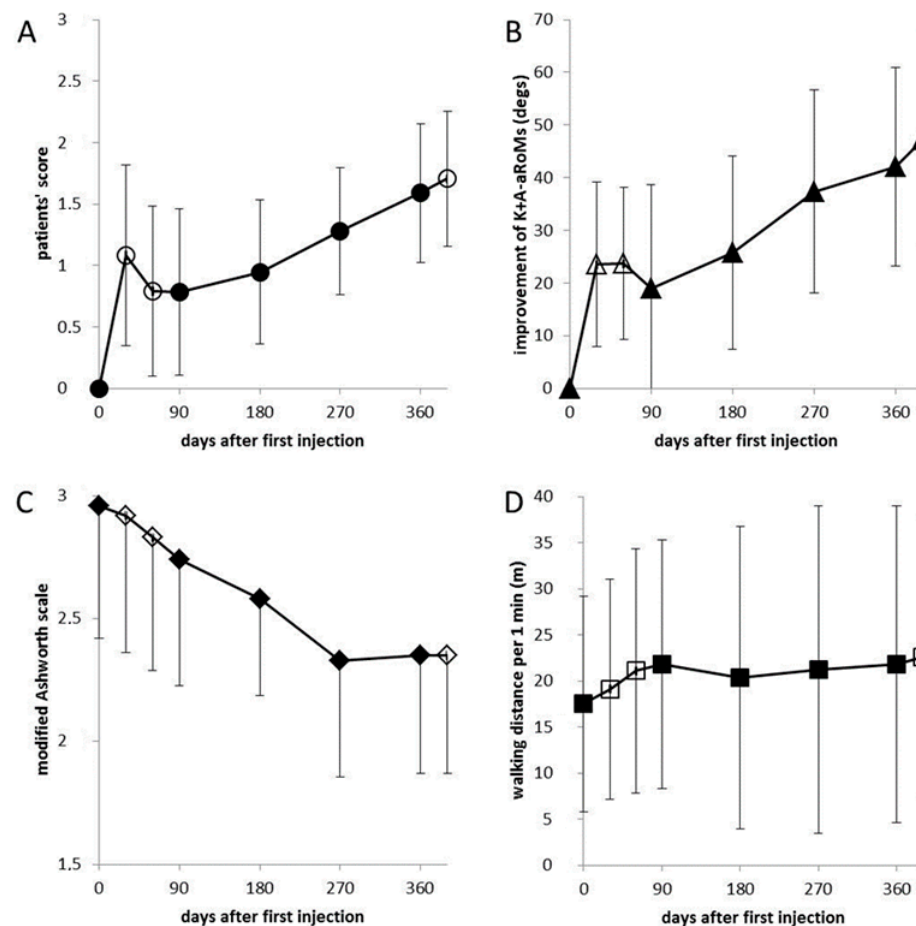 A
3
2.5
2
1.5
1
0.5
0
patients' score
0 90 180 270 360
days after first injection
B
70
60
50
40
30
20
10
0
improvement of K+A-aRoMs (degs)
0 90 180 270 360
days after first injection
C
3
2.5
2
1.5
modified Ashworth scale
0 90 180 270 360
days after first injection
D
40
35
30
25
20
15
10
5
0
walking distance per 1 min (m)
0 90 180 270 360
days after first injection